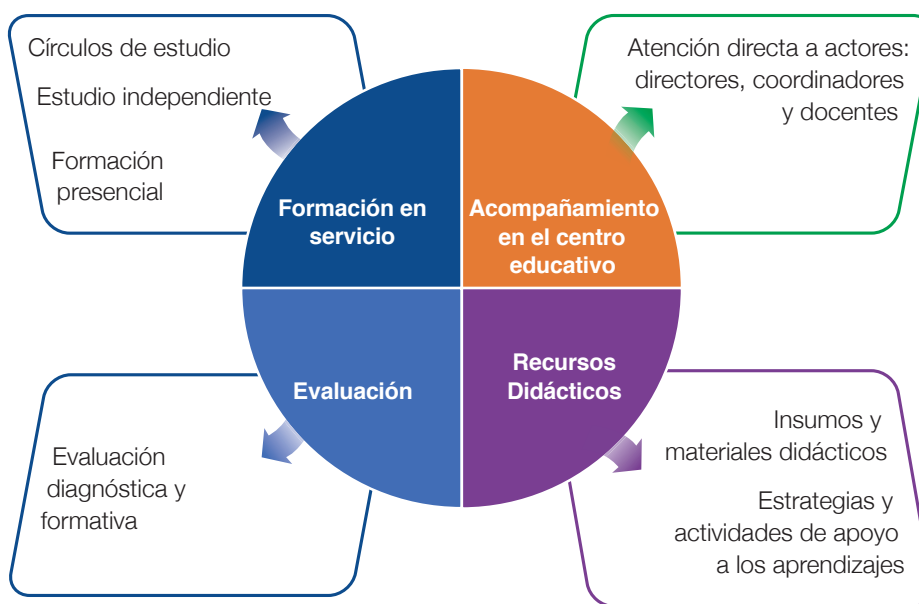 Círculos de estudio
Estudio independiente
Formación
presencial
Atención directa a actores:
directores, coordinadores
y docentes
Formación en
servicio
Acompañamiento
en el centro
educativo
Evaluación
Recursos
Didácticos
Evaluación
diagnóstica y
formativa
Insumos y
materiales didácticos
Estrategias y
actividades de apoyo
a los aprendizajes